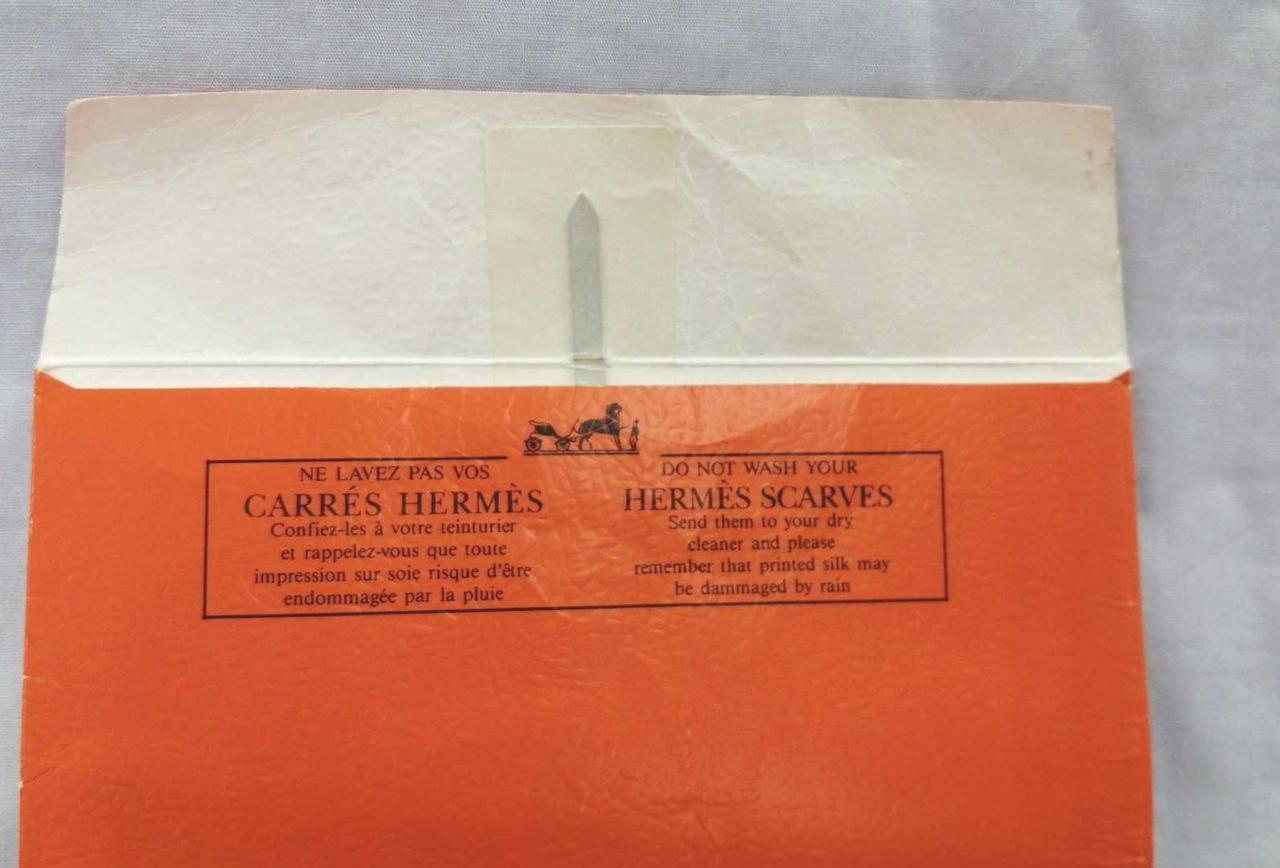 NE LAVEZ PAS VOS
CARRÉS HERMÈS
Confiez-les à votre teinturier
et rappelez-vous que toute
impression sur soie risque d'être
endommagée par la pluie
DO NOT WASH YOUR
HERMÈS SCARVES
Send them to your dry
cleaner and please
remember that printed silk may
be dammaged by rain